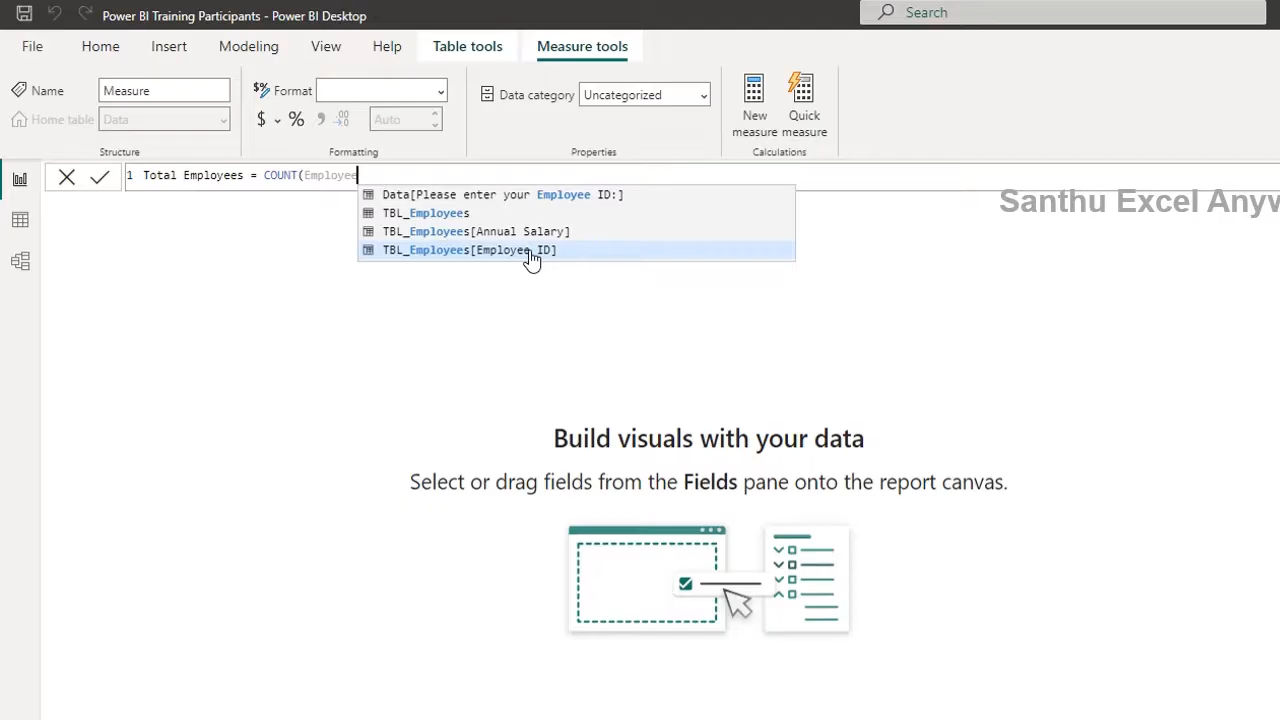 Power BI Training Participants - Power BI Desktop
Search
File Home Insert Modeling View Help Table tools Measure tools
Name Measure
Format
Data category Uncategorized
New measure
Quick measure
Home table Data
$ % Auto
Structure Formatting Properties Calculations
1 Total Employees = COUNT(Employee
Data[Please enter your Employee ID:]
TBL_Employees
TBL_Employees[Annual Salary]
TBL_Employees[Employee ID]
Santhu Excel Anyw
Build visuals with your data
Select or drag fields from the Fields pane onto the report canvas.